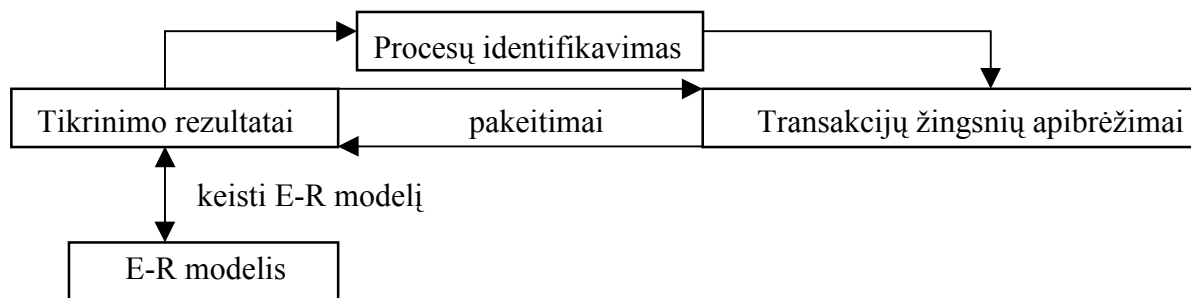 Procesų identifikavimas
Tikrinimo rezultatai
pakeitimai
Transakcijų žingsnių apibrėžimai
keisti E-R modelį
E-R modelis